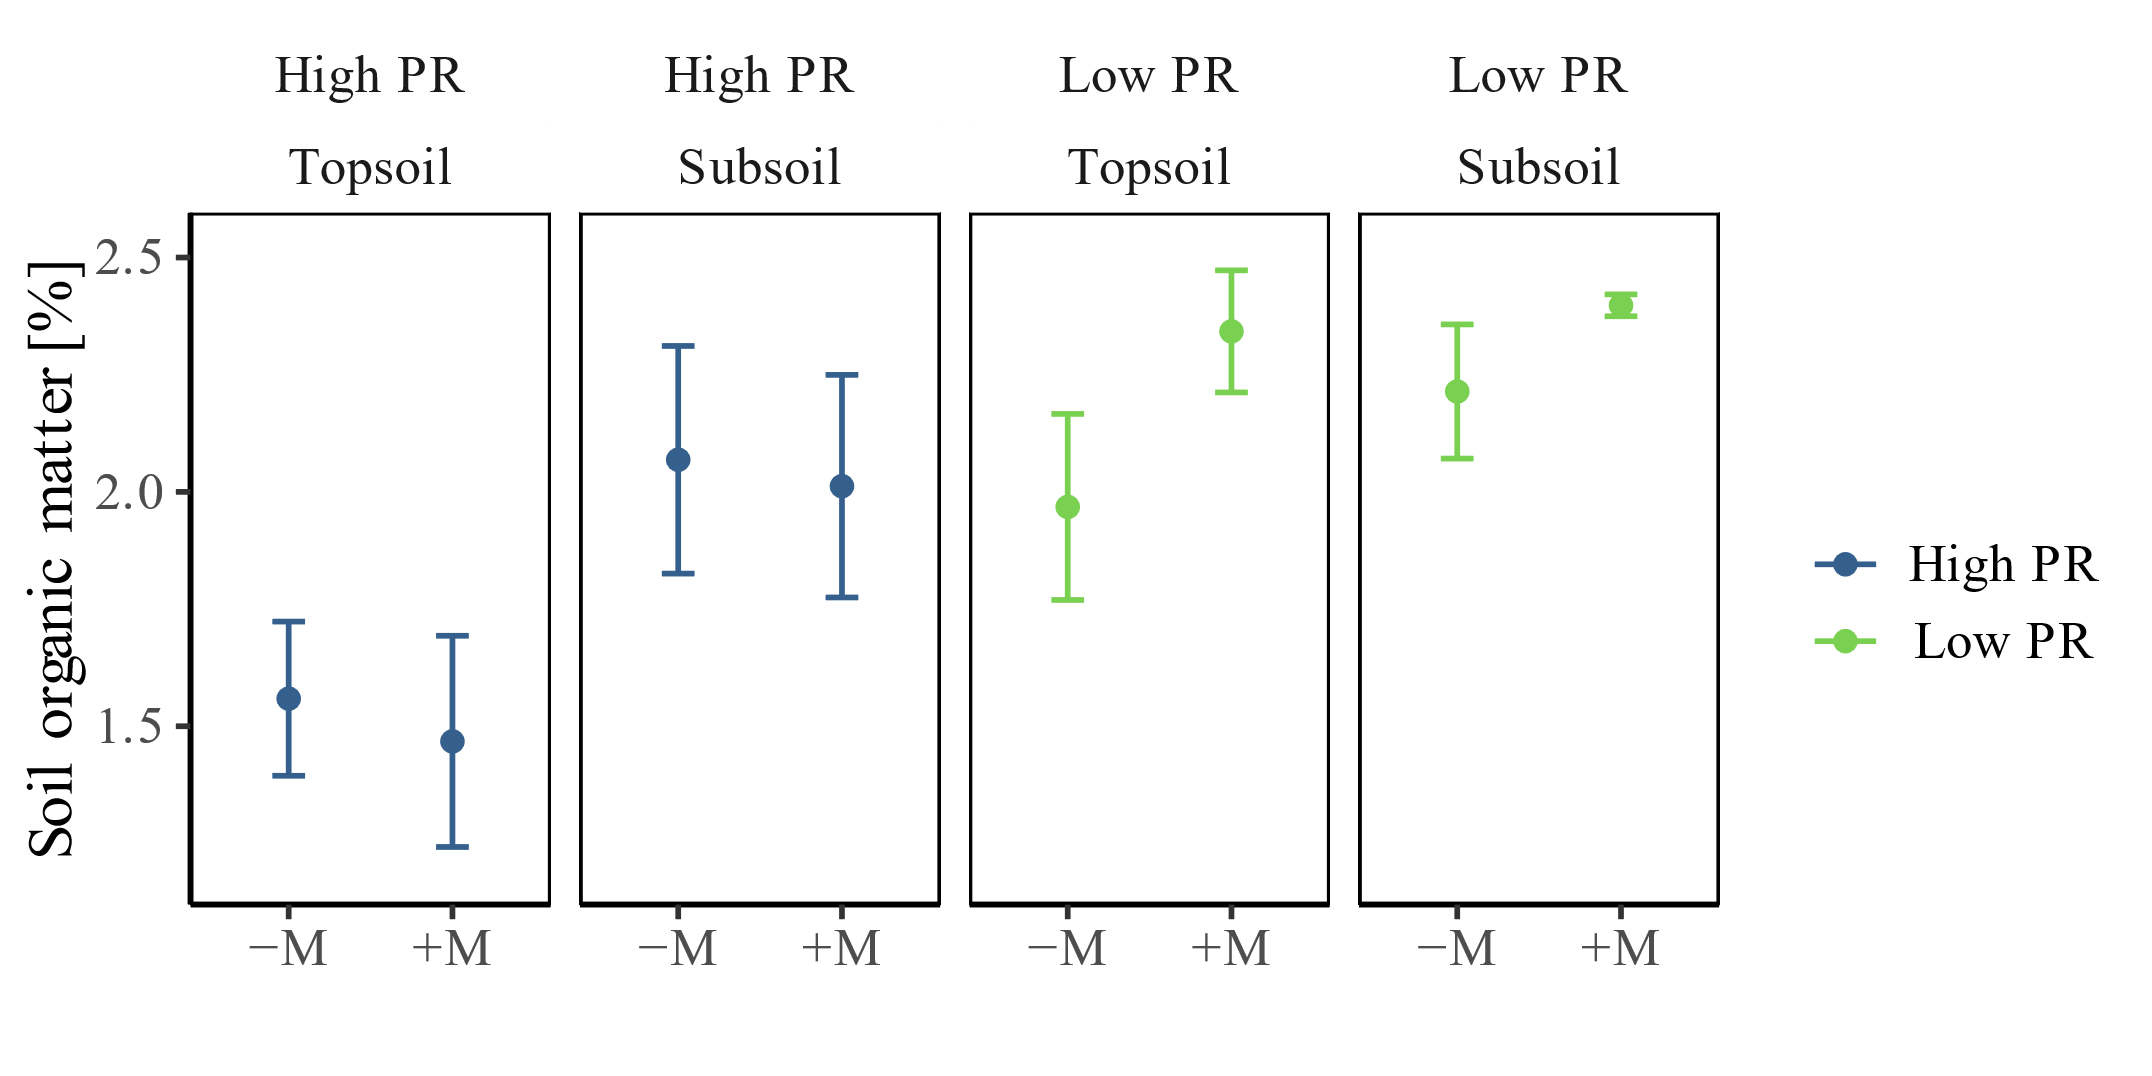 High PR
High PR
Low PR
Low PR
Topsoil
Subsoil
Topsoil
Subsoil
Soil organic matter [%]
2.5
2.0
1.5
−M
+M
−M
+M
−M
+M
−M
+M
High PR
Low PR